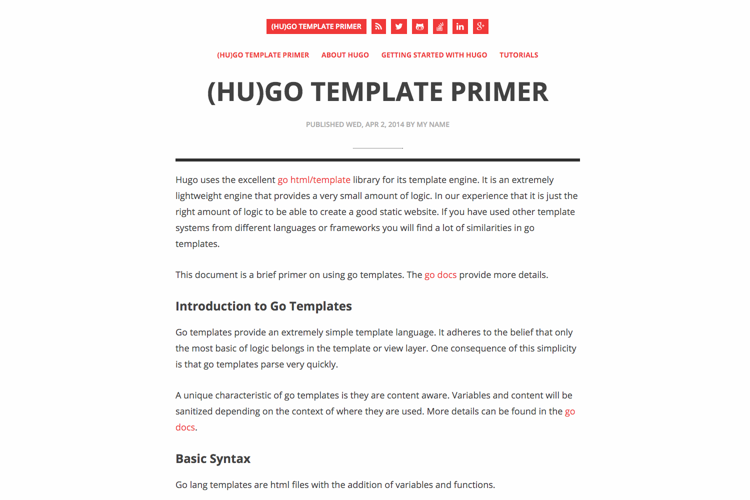 (HU)GO TEMPLATE PRIMER
(HU)GO TEMPLATE PRIMER ABOUT HUGO GETTING STARTED WITH HUGO TUTORIALS
(HU)GO TEMPLATE PRIMER
PUBLISHED WED, APR 2, 2014 BY MY NAME
Hugo uses the excellent go html/template library for its template engine. It is an extremely
lightweight engine that provides a very small amount of logic. In our experience that it is just the
right amount of logic to be able to create a good static website. If you have used other template
systems from different languages or frameworks you will find a lot of similarities in go
templates.
This document is a brief primer on using go templates. The go docs provide more details.
Introduction to Go Templates
Go templates provide an extremely simple template language. It adheres to the belief that only
the most basic of logic belongs in the template or view layer. One consequence of this simplicity
is that go templates parse very quickly.
A unique characteristic of go templates is they are content aware. Variables and content will be
sanitized depending on the context of where they are used. More details can be found in the go
docs.
Basic Syntax
Go lang templates are html files with the addition of variables and functions.